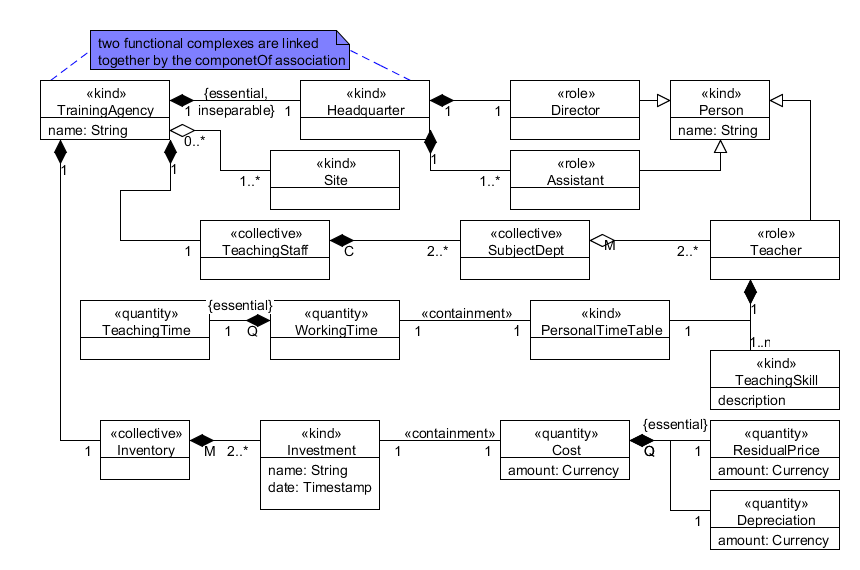 two functional complexes are linked
together by the componetOf association
«kind»
TrainingAgency
name: String
1
{essential,
inseparable}
1
«kind»
Headquarter
1
1
«role»
Director
«kind»
Person
name: String
0..*
1
1
1
1..*
«kind»
Site
1..*
«role»
Assistant
1
«collective»
TeachingStaff
C
2..*
«collective»
SubjectDept
M
2..*
«role»
Teacher
«quantity»
TeachingTime
{essential}
1
Q
«quantity»
WorkingTime
«containment»
1
1
«kind»
PersonalTimeTable
1
1
1..n
«kind»
TeachingSkill
description
1
«collective»
Inventory
M
2..*
«kind»
Investment
name: String
date: Timestamp
«containment»
1
1
«quantity»
Cost
amount: Currency
{essential}
Q
1
«quantity»
ResidualPrice
amount: Currency
1
«quantity»
Depreciation
amount: Currency